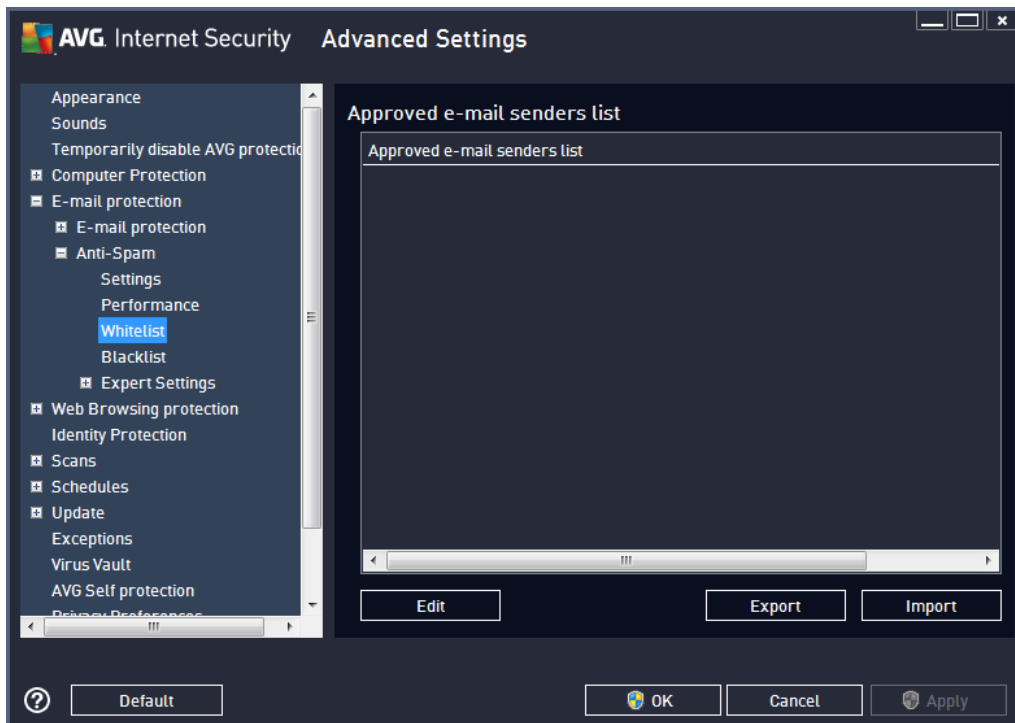 AVG. Internet Security Advanced Settings
Appearance
Sounds
Temporarily disable AVG protectio
Computer Protection
E-mail protection
E-mail protection
Anti-Spam
Settings
Performance
Whitelist
Blacklist
Expert Settings
Web Browsing protection
Identity Protection
Scans
Schedules
Update
Exceptions
Virus Vault
AVG Self protection
Privacy Preferences
Approved e-mail senders list
Approved e-mail senders list
Edit Export Import
Default OK Cancel Apply